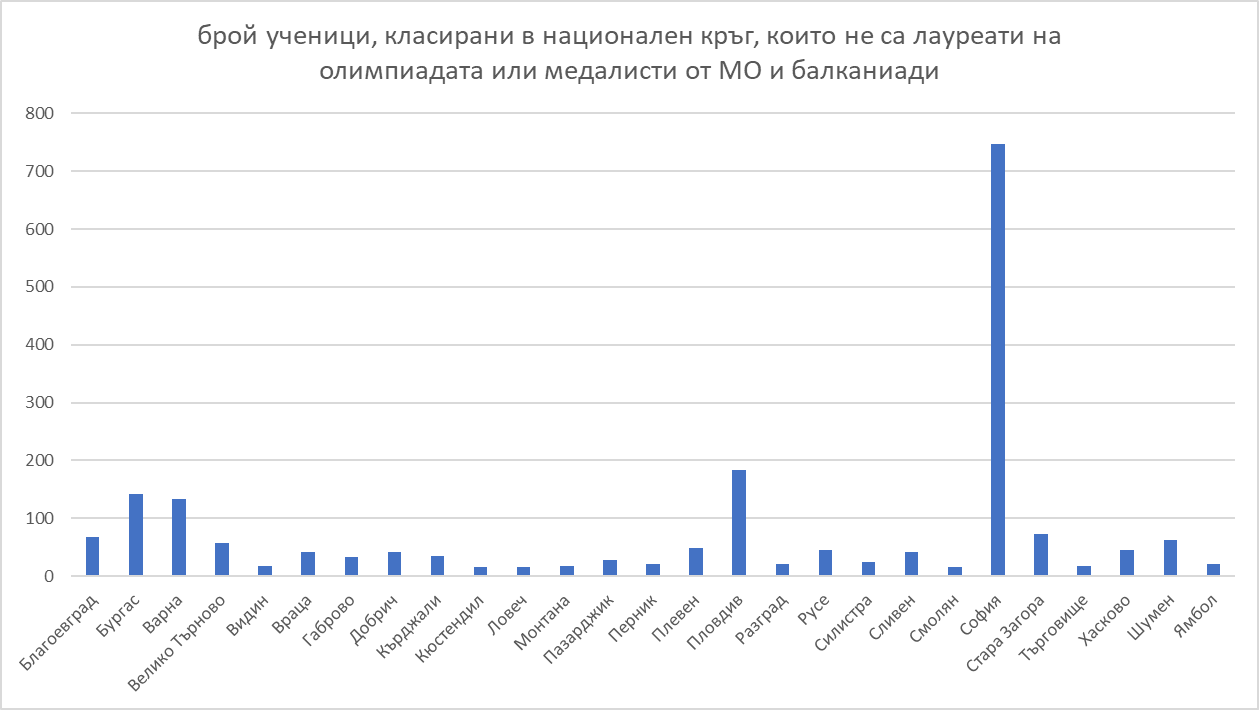 брой ученици, класирани в национален кръг, които не са лауреати на
олимпиадата или медалисти от МО и балканиади
800
700
600
500
400
300
200
100
0
Благоевград
Бургас
Варна
Велико Търново
Видин
Враца
Габрово
Добрич
Кърджали
Кюстендил
Ловеч
Монтана
Пазарджик
Перник
Плевен
Пловдив
Разград
Русе
Силистра
Сливен
Смолян
София
Стара Загора
Търговище
Хасково
Шумен
Ямбол